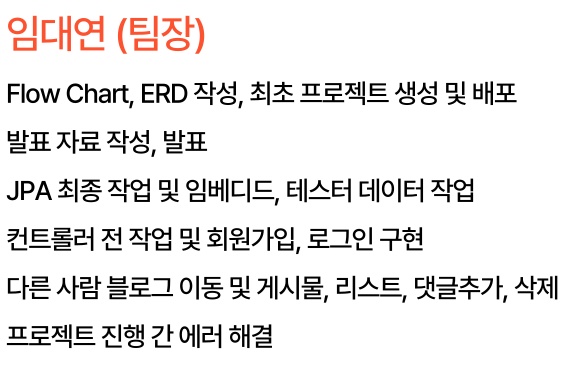 임대연 (팀장)
Flow Chart, ERD 작성, 최초 프로젝트 생성 및 배포
발표 자료 작성, 발표
JPA 최종 작업 및 임베디드, 테스터 데이터 작업
컨트롤러 전 작업 및 회원가입, 로그인 구현
다른 사람 블로그 이동 및 게시물, 리스트, 댓글추가, 삭제
프로젝트 진행 간 에러 해결